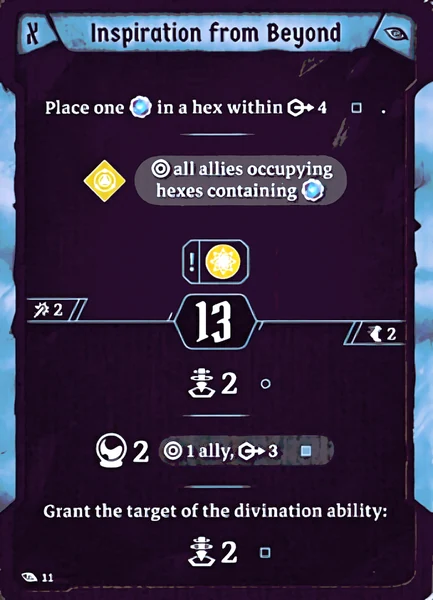 X Inspiration from Beyond
Place one in a hex within 4 .
all allies occupying
hexes containing
!
2
13
2
2
2 1 ally, 3
Grant the target of the divination ability:
2
11